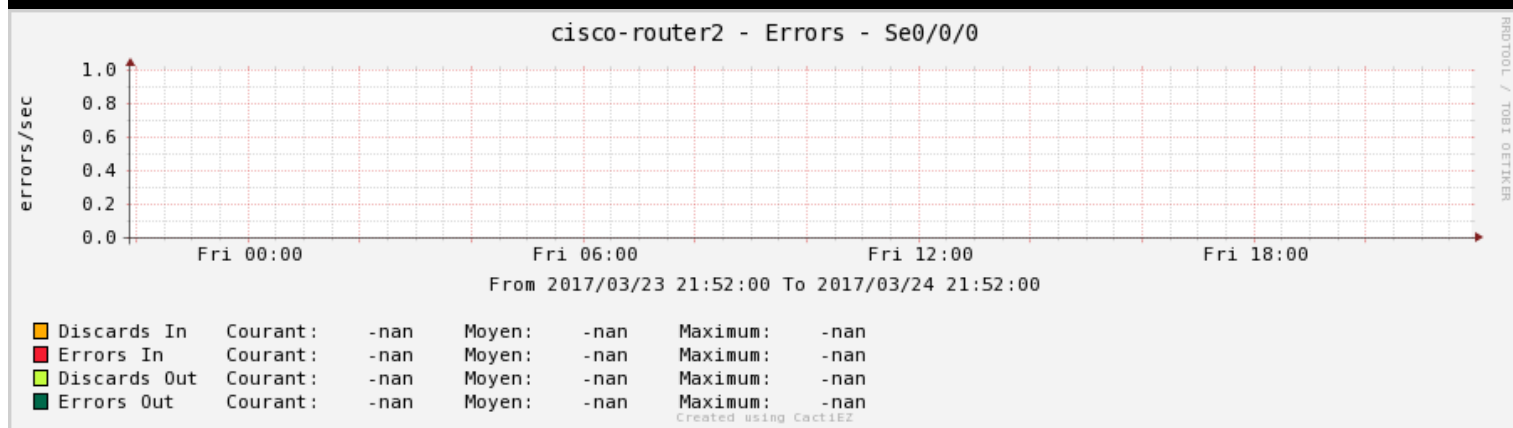 cisco-router2 - Errors - Se0/0/0
RRDTOOL / TOBI OETIKER
errors/sec
1.0
0.8
0.6
0.4
0.2
0.0
Fri 00:00 Fri 06:00 Fri 12:00 Fri 18:00
From 2017/03/23 21:52:00 To 2017/03/24 21:52:00
Discards In Courant: -nan Moyen: -nan Maximum: -nan
Errors In Courant: -nan Moyen: -nan Maximum: -nan
Discards Out Courant: -nan Moyen: -nan Maximum: -nan
Errors Out Courant: -nan Moyen: -nan Maximum: -nan
Created using CactiEZ